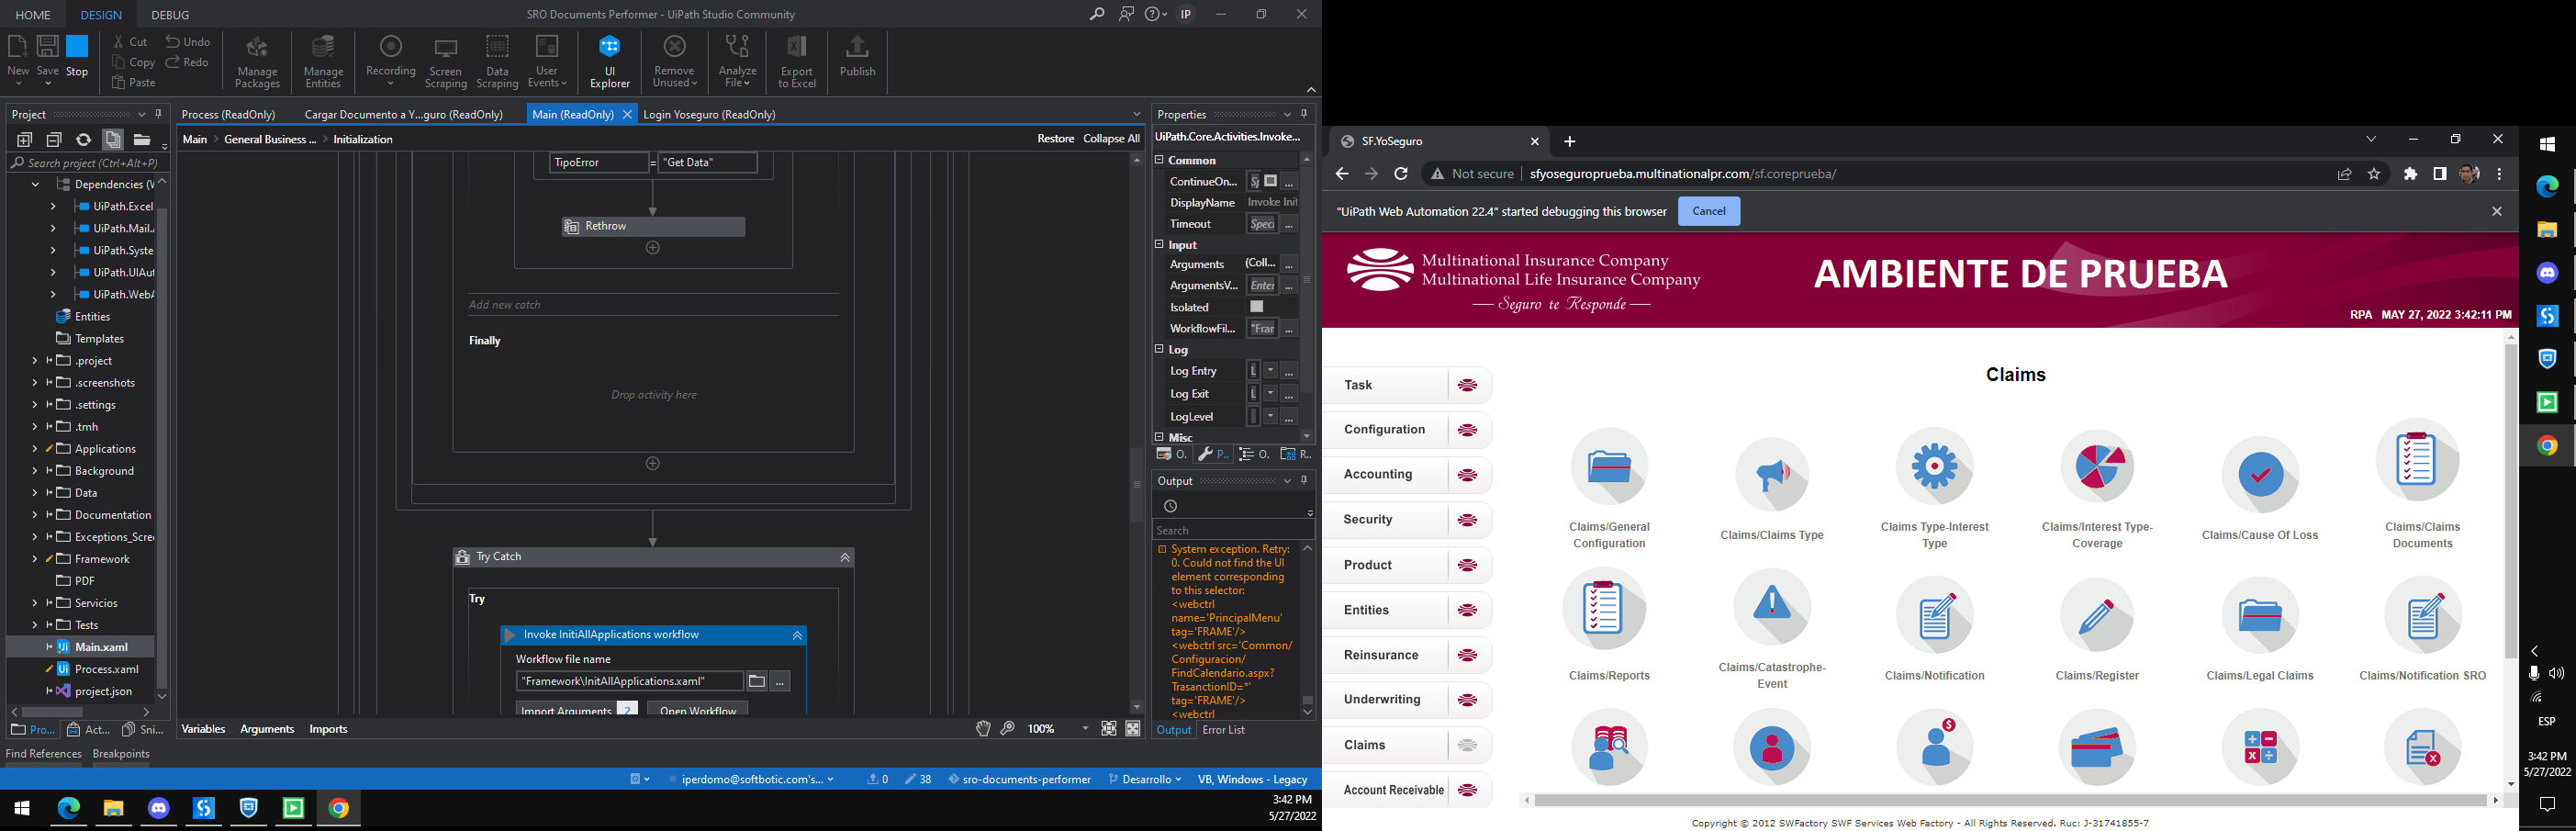 HOME DESIGN DEBUG
SRO Documents Performer - UiPath Studio Community
IP
New
Save
Stop
Cut
Copy
Paste
Undo
Redo
Manage
Packages
Manage
Entities
Recording
Screen
Scraping
Data
Scraping
User
Events
UI
Explorer
Remove
Unused
Analyze
File
Export
to Excel
Publish
Project
Search project (Ctrl+Alt+P)
Dependencies (V
UiPath.Excel
UiPath.Mail.
UiPath.Syste
UiPath.UIAut
UiPath.WebA
Entities
Templates
.project
.screenshots
.settings
.tmh
Applications
Background
Data
Documentation
Exceptions_Scree
Framework
PDF
Servicios
Tests
Main.xaml
Process.xaml
project.json
Pro...
Act...
Sni...
Find References Breakpoints
Process (ReadOnly)
Cargar Documento a Y...guro (ReadOnly)
Main (ReadOnly)
Login Yoseguro (ReadOnly)
Main > General Business ... > Initialization
Restore Collapse All
TipoError = "Get Data"
Rethrow
Add new catch
Finally
Drop activity here
Try Catch
Try
Invoke InitiAllApplications workflow
Workflow file name
"Framework\InitAllApplications.xaml"
...
Import Arguments 2 Open Workflow
Variables Arguments Imports
100%
Properties
UiPath.Core.Activities.Invoke...
Common
ContinueOn...
DisplayName Invoke Init
Timeout Speci
Input
Arguments (Coll...
ArgumentsV... Enter
Isolated
WorkflowFil... "Fran
Log
Log Entry
Log Exit
LogLevel
Misc
O.. P.. O.. R..
Output
Search
System exception. Retry:
0. Could not find the UI
element corresponding
to this selector:
<webctrl
name='PrincipalMenu'
tag='FRAME'/>
<webctrl src='Common/
Configuracion/
FindCalendario.aspx?
TrasanctionID=*'
tag='FRAME'/>
<webctrl
Output Error List
iperdomo@softbotic.com's...
0
38
sro-documents-performer
Desarrollo
VB, Windows - Legacy
3:42 PM
5/27/2022
SF.YoSeguro
Not secure | sfyoseguroprueba.multinationalpr.com/sf.coreprueba/
"UiPath Web Automation 22.4" started debugging this browser
Cancel
Multinational Insurance Company
Multinational Life Insurance Company
Seguro te Responde
AMBIENTE DE PRUEBA
RPA MAY 27, 2022 3:42:11 PM
Task
Configuration
Accounting
Security
Product
Entities
Reinsurance
Underwriting
Claims
Account Receivable
Claims
Claims/General
Configuration
Claims/Claims Type
Claims Type-Interest
Type
Claims/Interest Type-
Coverage
Claims/Cause Of Loss
Claims/Claims
Documents
Claims/Reports
Claims/Catastrophe-
Event
Claims/Notification
Claims/Register
Claims/Legal Claims
Claims/Notification SRO
Copyright © 2012 SWFactory SWF Services Web Factory - All Rights Reserved. Ruc: J-31741855-7
ESP
3:42 PM
5/27/2022